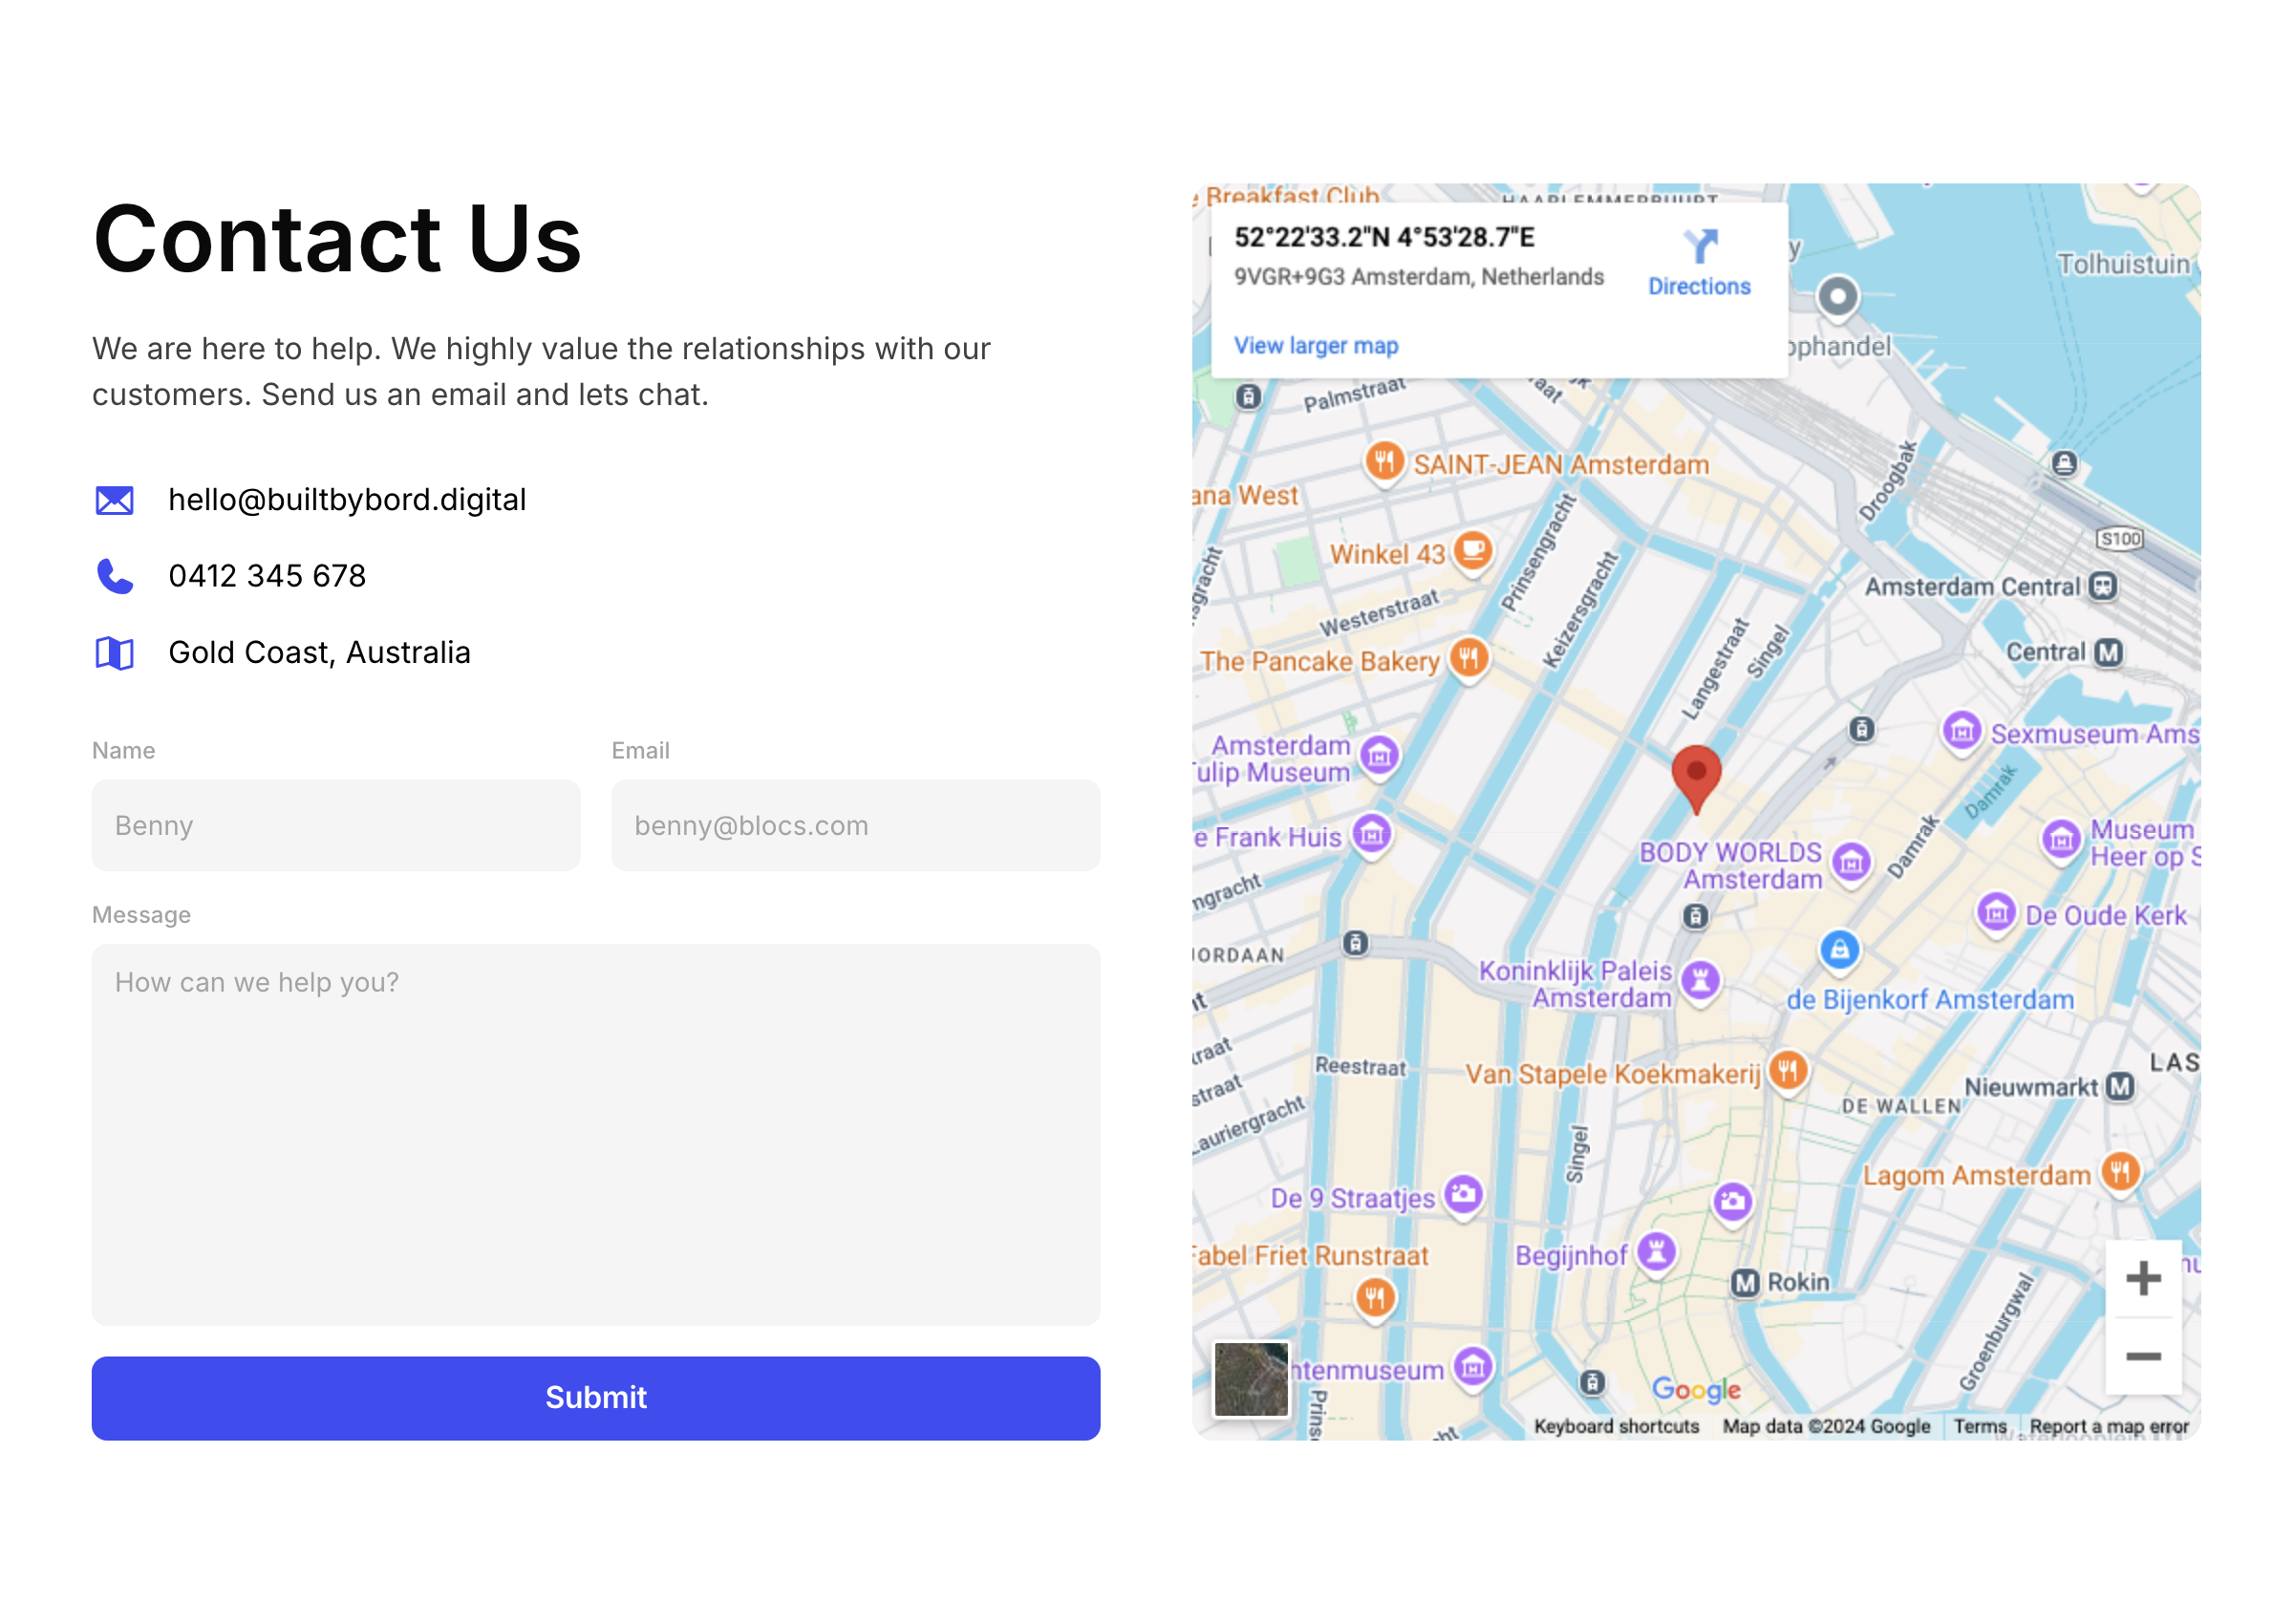 Contact Us
We are here to help. We highly value the relationships with our
customers. Send us an email and lets chat.
hello@builtbybord.digital
0412 345 678
Gold Coast, Australia
Name
Email
Benny
benny@blocs.com
Message
How can we help you?
Submit
Breakfast Club
HAARLEMMERBUURT
52°22'33.2"N 4°53'28.7"E
9VGR+9G3 Amsterdam, Netherlands
Directions
View larger map
Tolhuistuin
ophandel
Palmstraat
SAINT-JEAN Amsterdam
ana West
Droogbak
Winkel 43
Prinsengracht
Keizersgracht
S100
Amsterdam Central
sgracht
Westerstraat
Langestraat
Singel
Central
The Pancake Bakery
Sexmuseum Ams
Amsterdam
Tulip Museum
Damrak
e Frank Huis
Museum
Heer op S
BODY WORLDS
Amsterdam
Damrak
ngracht
De Oude Kerk
JORDAAN
Koninklijk Paleis
Amsterdam
de Bijenkorf Amsterdam
raat
Reestraat
Van Stapele Koekmakerij
LAS
straat
Nieuwmarkt
DE WALLEN
Lauriergracht
Singel
Lagom Amsterdam
De 9 Straatjes
Fabel Friet Runstraat
Begijnhof
Rokin
Groenburgwal
+
−
htenmuseum
Prins
Google
Keyboard shortcuts
Map data ©2024 Google
Terms
Report a map error